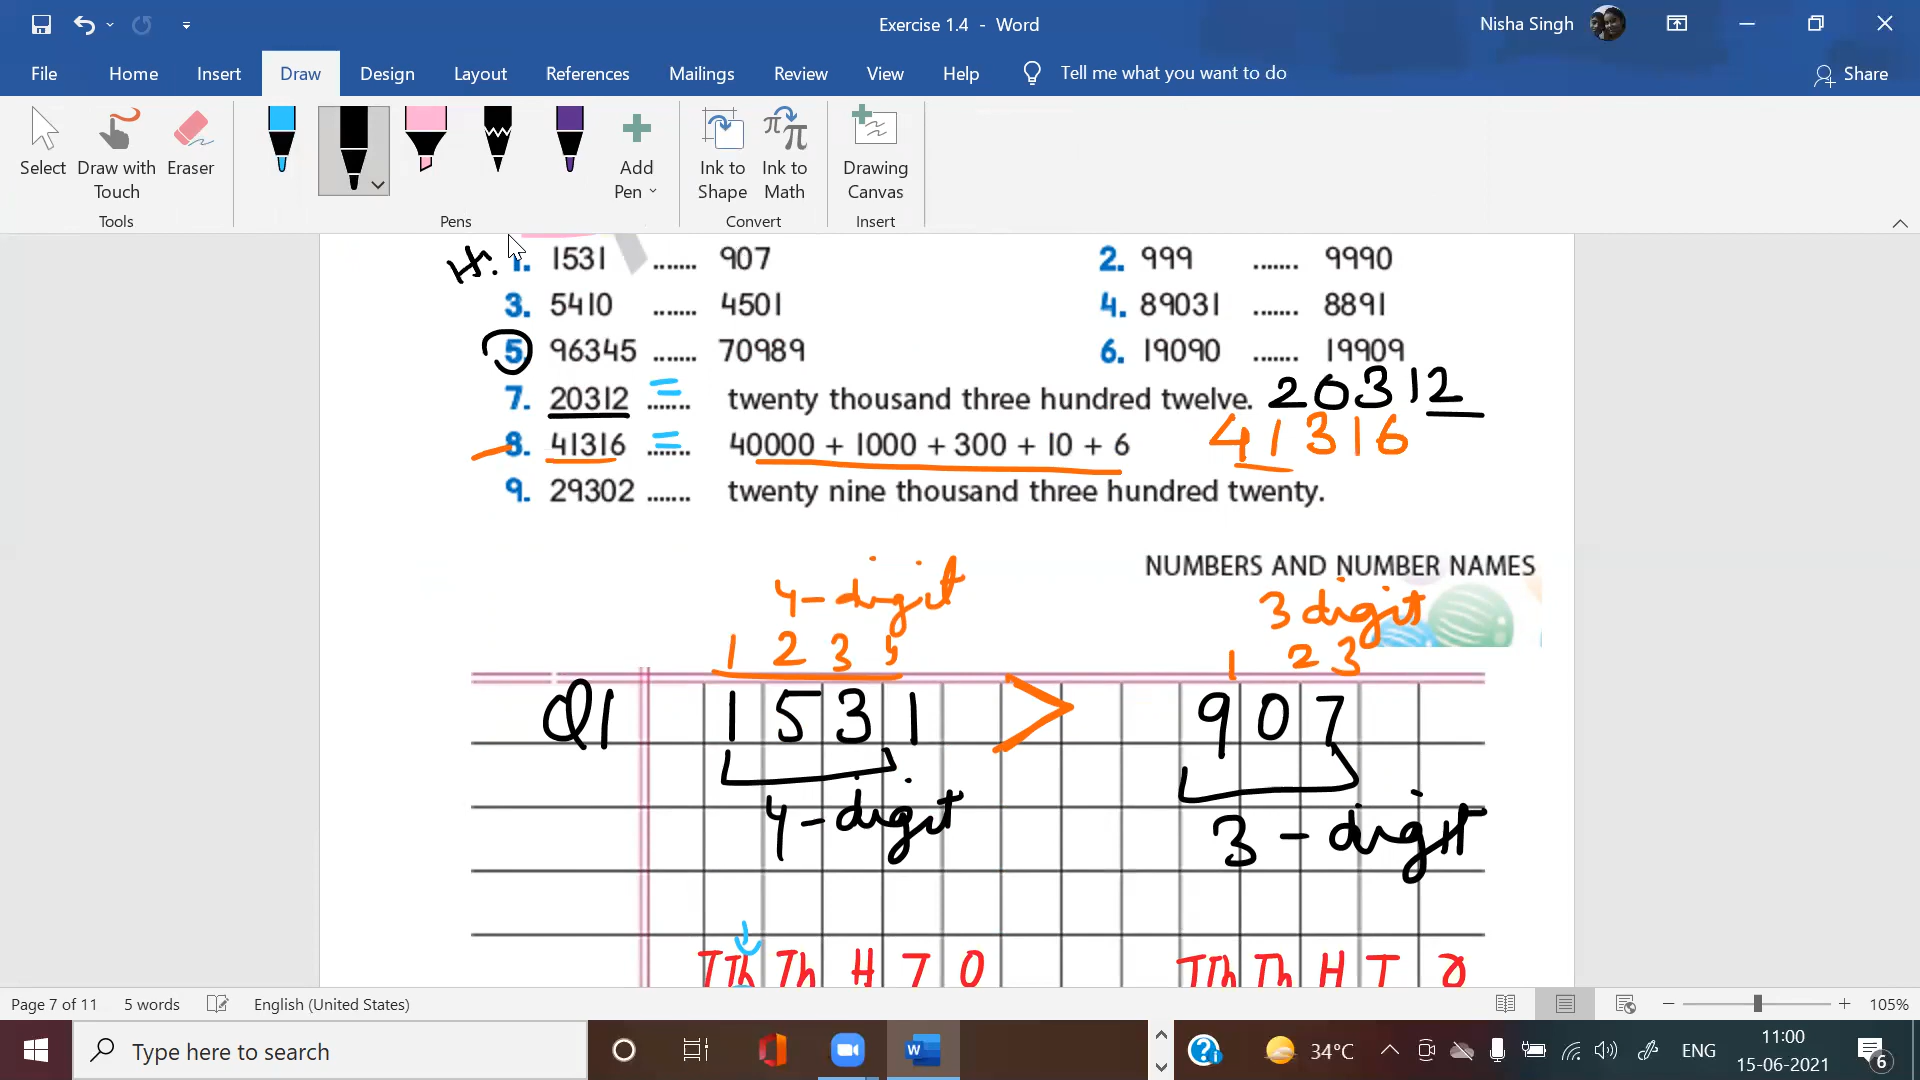 Exercise 1.4 - Word
Nisha Singh
File Home Insert Draw Design Layout References Mailings Review View Help Tell me what you want to do Share
Select Draw with Touch Eraser Add Pen Ink to Shape Ink to Math Drawing Canvas
Tools Pens Convert Insert
1. 1531 ....... 907 2. 999 ....... 9990
3. 5410 ....... 4501 4. 89031 ....... 8891
5. 96345 ....... 70989 6. 19090 ....... 19909
7. 20312 ....... = twenty thousand three hundred twelve. 20312
8. 41316 ....... = 40000 + 1000 + 300 + 10 + 6 41316
9. 29302 ....... twenty nine thousand three hundred twenty.
NUMBERS AND NUMBER NAMES
4-digit 3 digit
1 2 3 1 2 3
Q1 1531 > 907
4-digit 3-digit
TTh Th H T O TTh Th H T O
Page 7 of 11 5 words English (United States) 105%
Type here to search 34°C ENG 11:00
15-06-2021 6